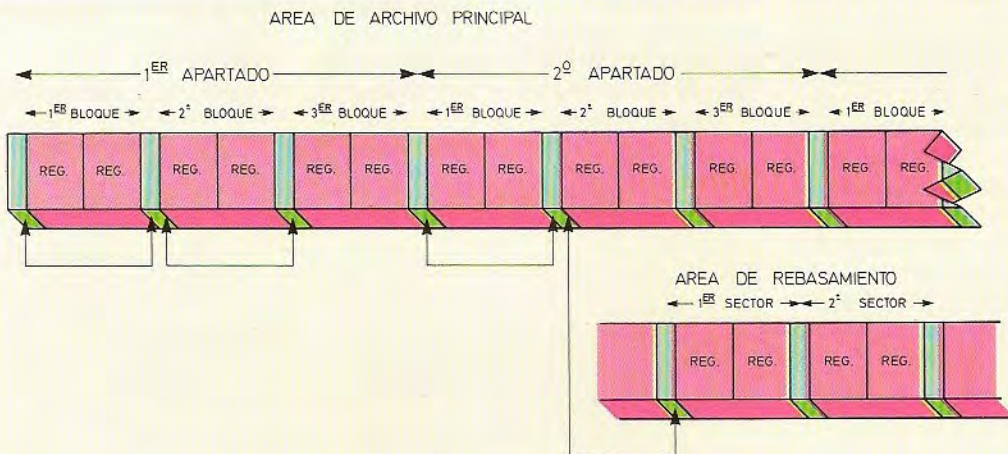 AREA DE ARCHIVO PRINCIPAL
1ER APARTADO 2º APARTADO
1ER BLOQUE 2º BLOQUE 3ER BLOQUE 1ER BLOQUE 2º BLOQUE 3ER BLOQUE 1ER BLOQUE
REG. REG. REG. REG. REG. REG. REG. REG. REG. REG. REG. REG. REG. REG.
AREA DE REBASAMIENTO
1ER SECTOR 2º SECTOR
REG. REG. REG. REG.